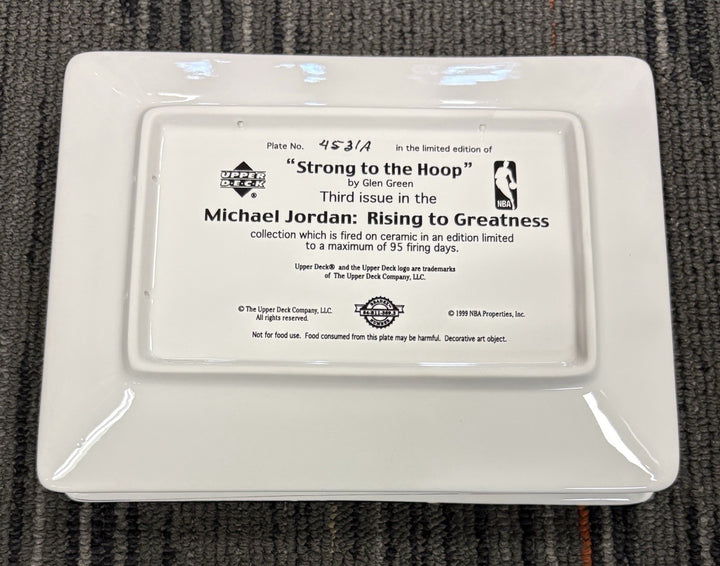 Plate No. 4531A in the limited edition of
"Strong to the Hoop"
by Glen Green
Third issue in the
Michael Jordan: Rising to Greatness
collection which is fired on ceramic in an edition limited
to a maximum of 95 firing days.
UPPER
DECK
®
NBA
Upper Deck® and the Upper Deck logo are trademarks
of The Upper Deck Company, LLC.
© The Upper Deck Company, LLC.
All rights reserved.
© 1999 NBA Properties, Inc.
Not for food use. Food consumed from this plate may be harmful. Decorative art object.